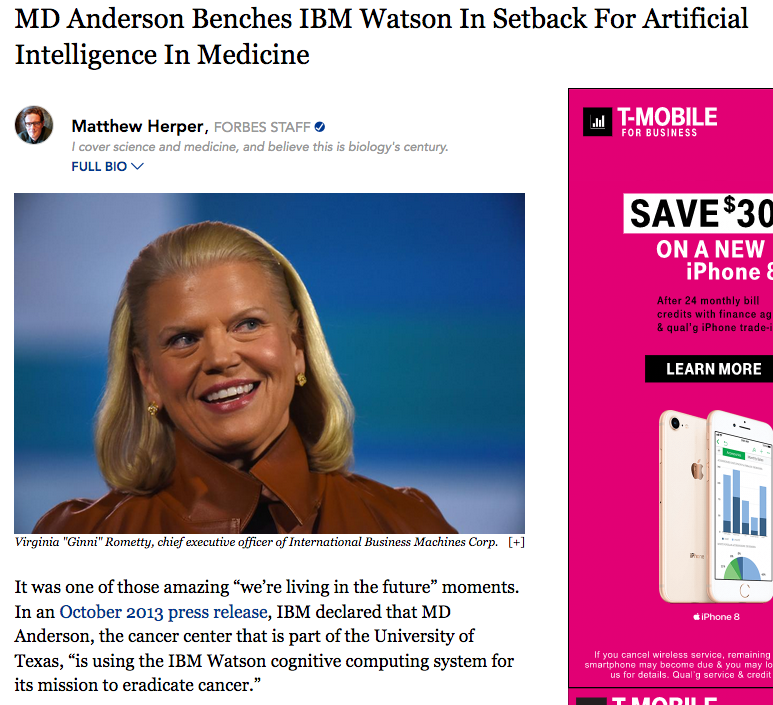 MD Anderson Benches IBM Watson In Setback For Artificial
Intelligence In Medicine
Matthew Herper, FORBES STAFF
I cover science and medicine, and believe this is biology's century.
FULL BIO
Virginia "Ginni" Rometty, chief executive officer of International Business Machines Corp. [+]
It was one of those amazing “we’re living in the future” moments.
In an October 2013 press release, IBM declared that MD
Anderson, the cancer center that is part of the University of
Texas, “is using the IBM Watson cognitive computing system for
its mission to eradicate cancer.”
T-MOBILE
FOR BUSINESS
SAVE $30
ON A NEW
iPhone 8
After 24 monthly bill
credits with finance ag
& qual'g iPhone trade-i
LEARN MORE
iPhone
iPhone 8
If you cancel wireless service, remaining
smartphone may become due & you may lo
us for details. Qual'g service & credit
T-MOBILE